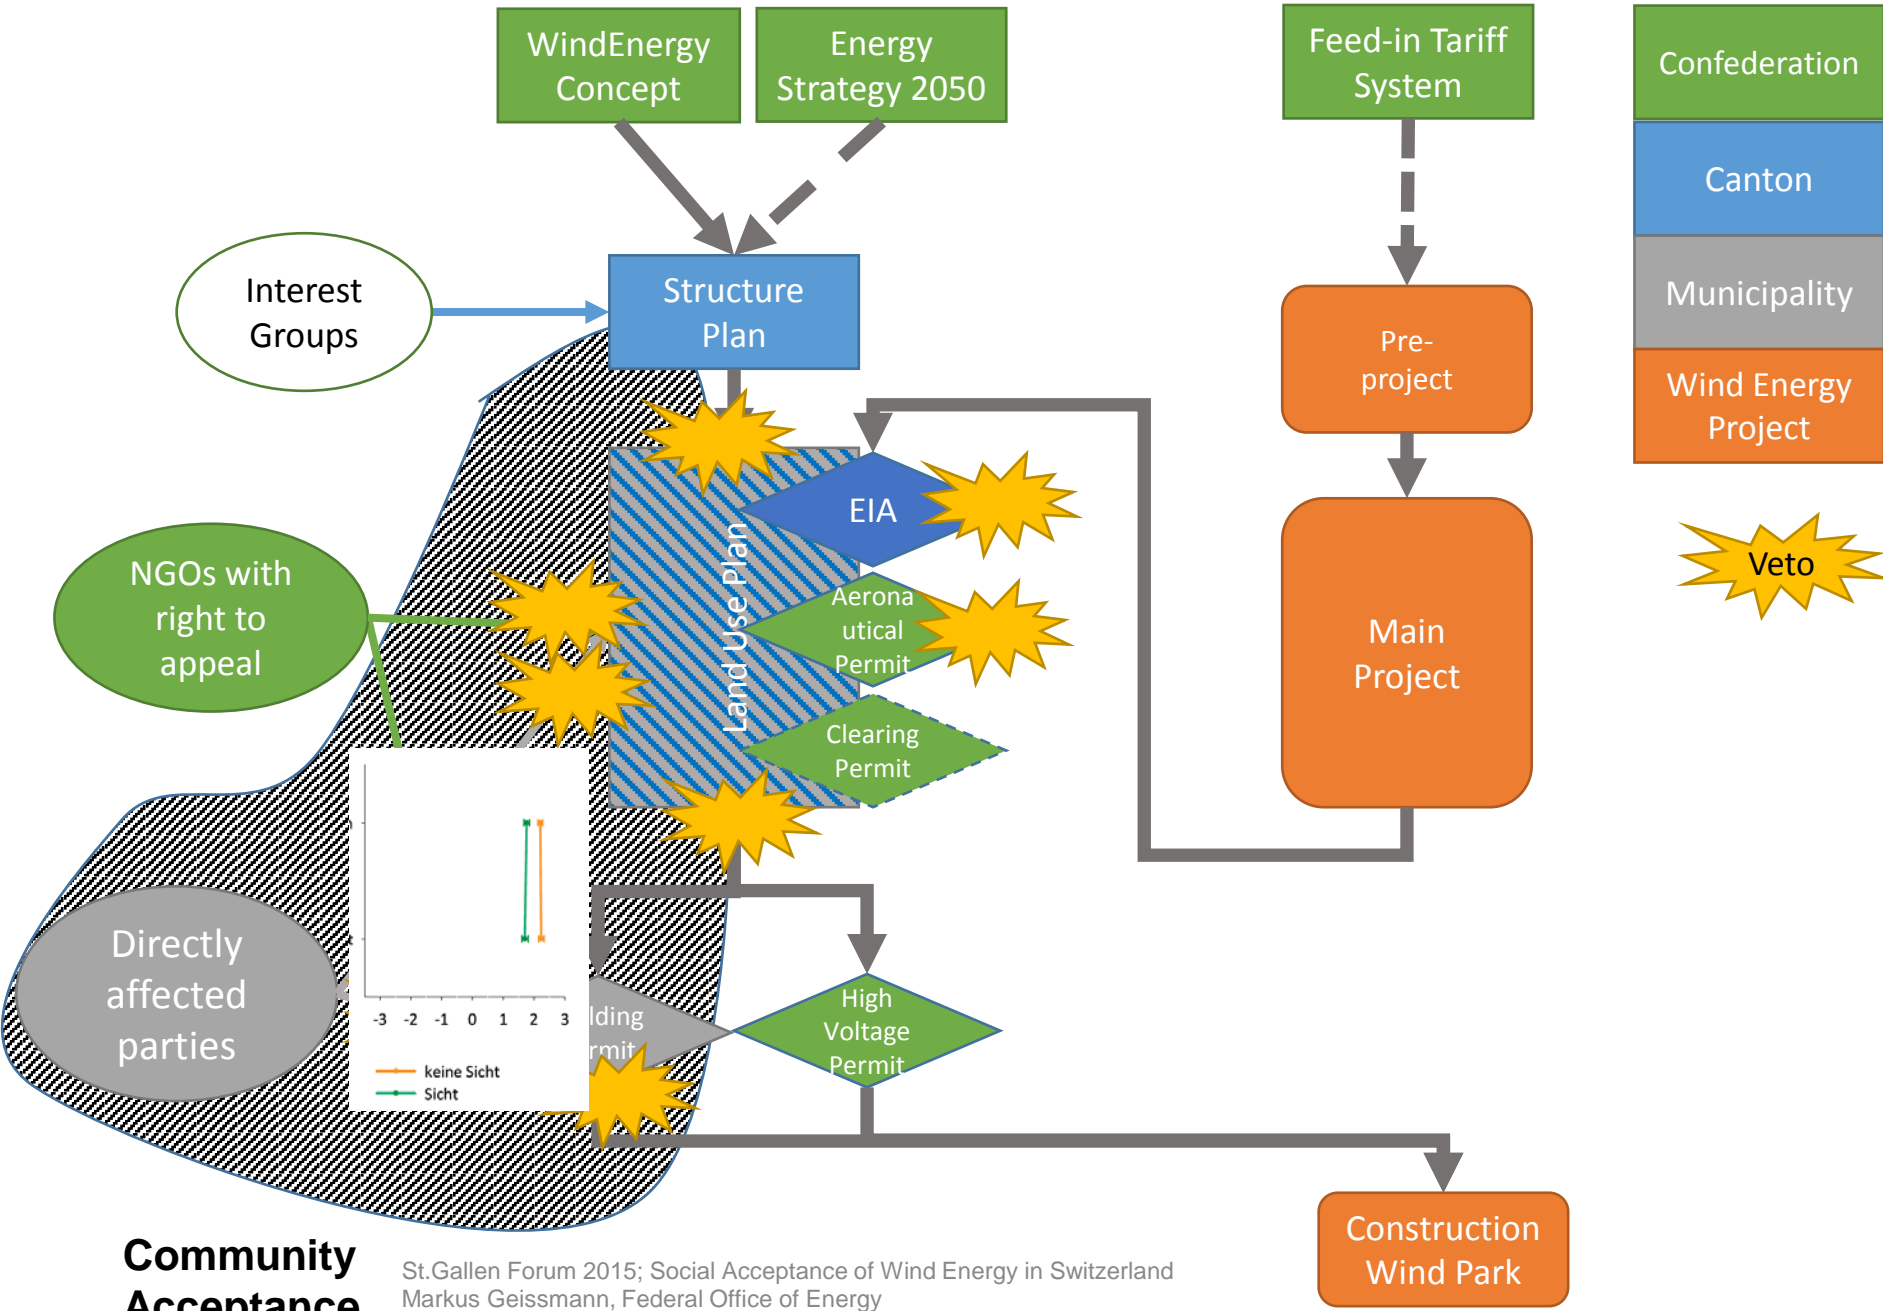 WindEnergy
Concept
Energy
Strategy 2050
Feed-in Tariff
System
Confederation
Canton
Municipality
Wind Energy
Project
Veto
Interest
Groups
Structure
Plan
Pre-
project
EIA
Land Use Plan
Aerona
utical
Permit
Clearing
Permit
NGOs with
right to
appeal
Main
Project
Directly
affected
parties
-3 -2 -1 0 1 2 3
keine Sicht
Sicht
lding
rmit
High
Voltage
Permit
Construction
Wind Park
Community
Acceptance
St.Gallen Forum 2015; Social Acceptance of Wind Energy in Switzerland
Markus Geissmann, Federal Office of Energy